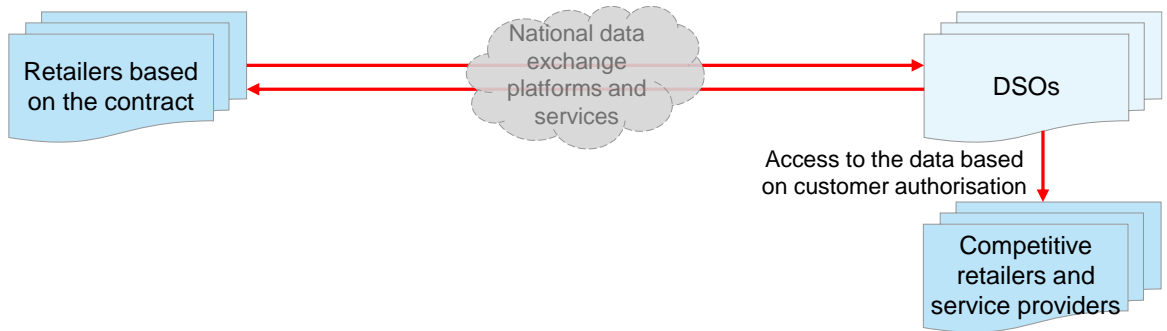 Retailers based
on the contract
National data
exchange
platforms and
services
DSOs
Access to the data based
on customer authorisation
Competitive
retailers and
service providers